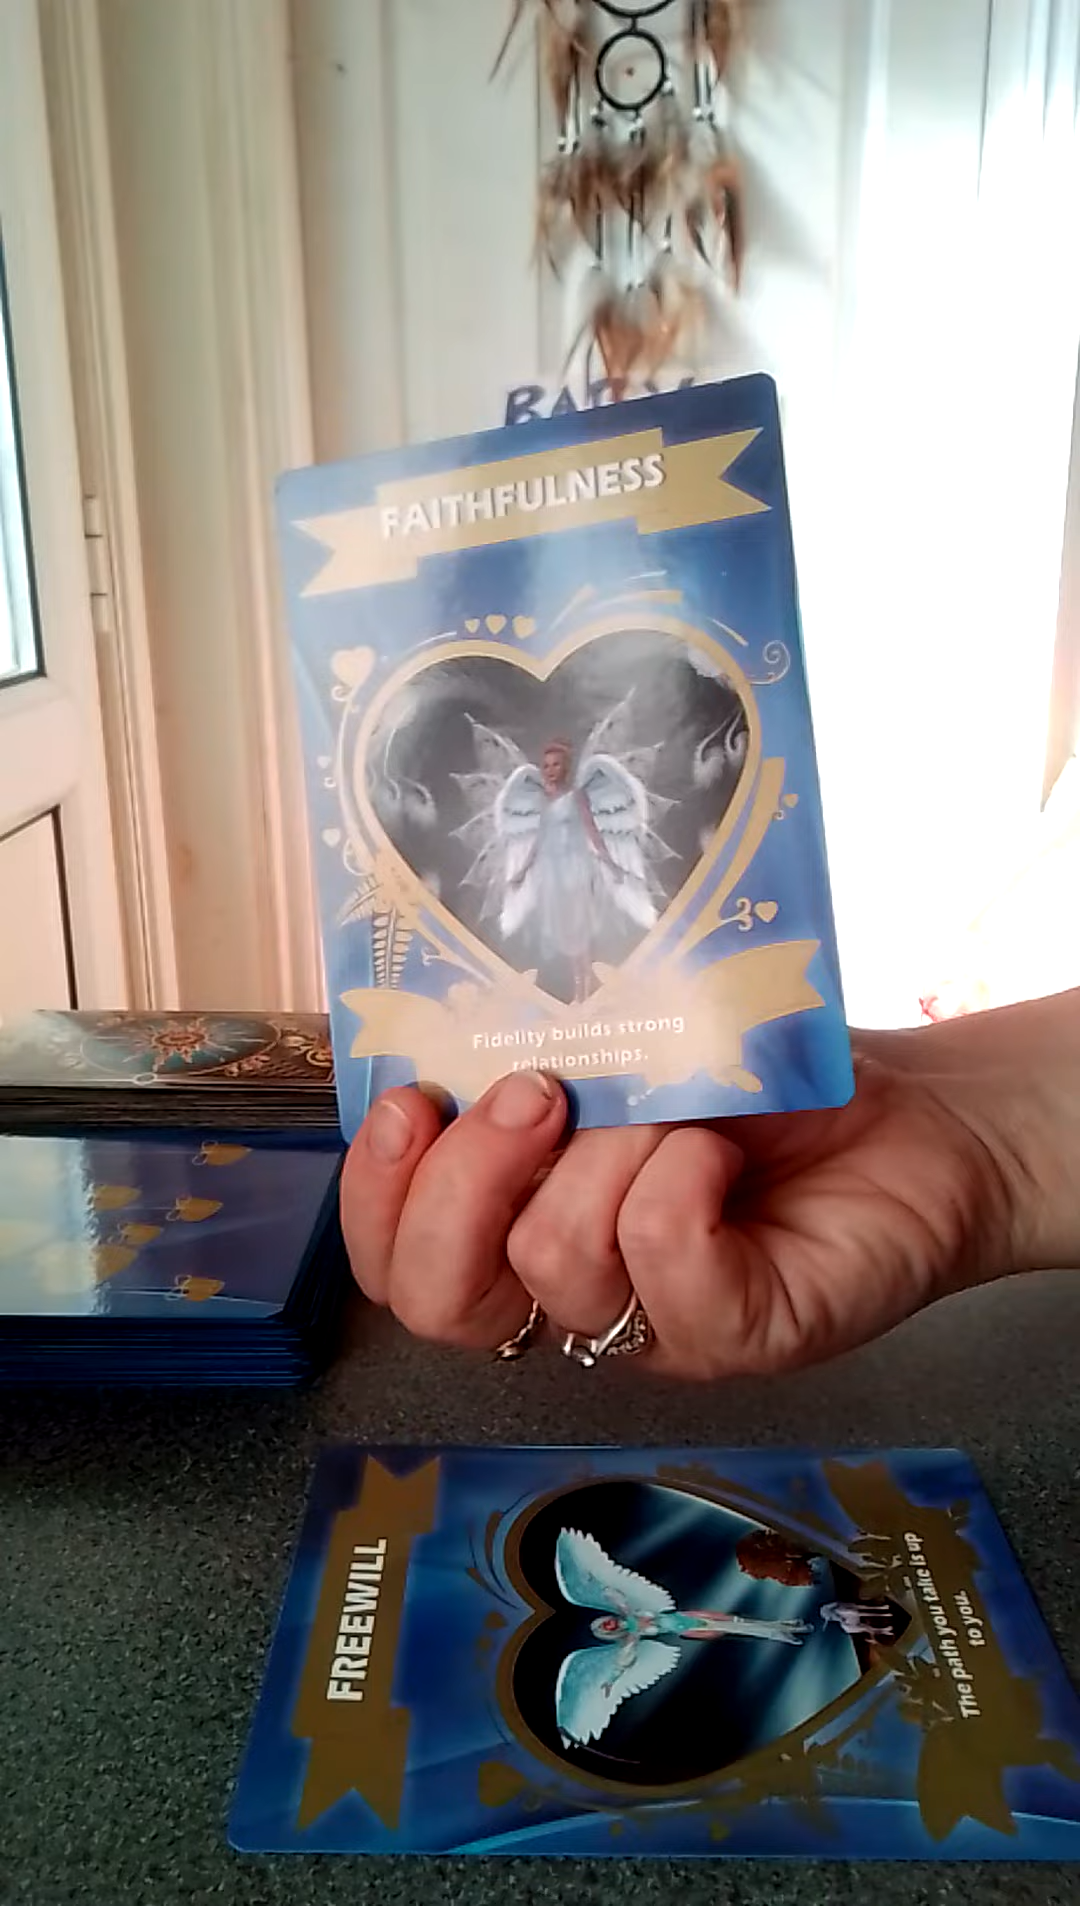 FAITHFULNESS
Fidelity builds strong
relationships.
FREEWILL
The path you take is up
to you.